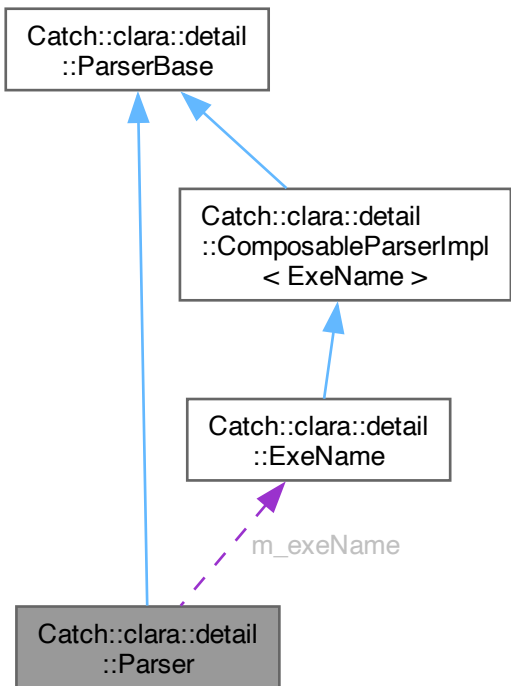 Catch::clara::detail
::ParserBase
Catch::clara::detail
::ComposableParserImpl
< ExeName >
Catch::clara::detail
::ExeName
m_exeName
Catch::clara::detail
::Parser